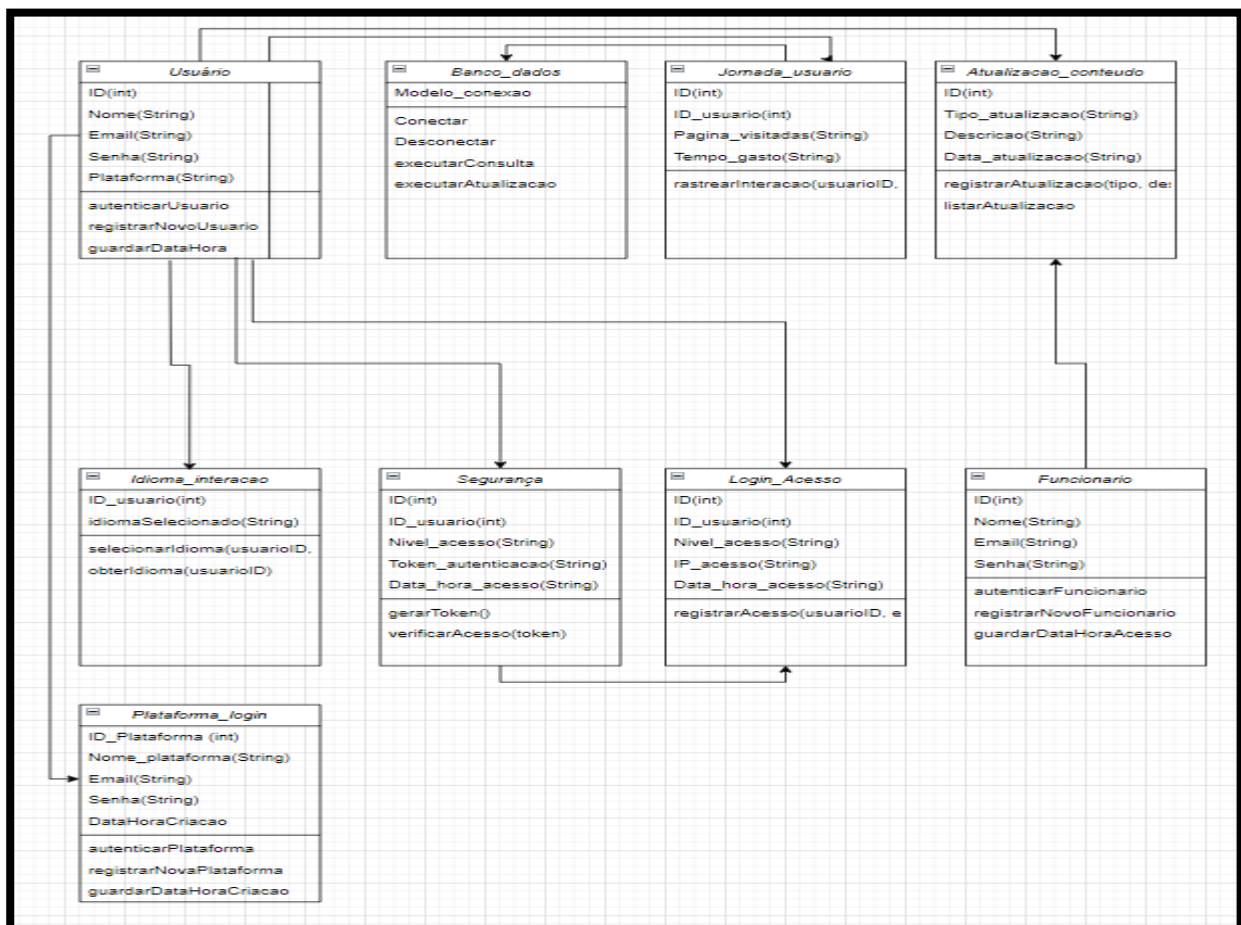 Usuário
ID(int)
Nome(String)
Email(String)
Senha(String)
Plataforma(String)
autenticarUsuario
registrarNovoUsuario
guardarDataHora
Banco_dados
Modelo_conexao
Conectar
Desconectar
executarConsulta
executarAtualizacao
Jornada_usuario
ID(int)
ID_usuario(int)
Pagina_visitadas(String)
Tempo_gasto(String)
rastrearInteracao(usuarioID,
Atualizacao_conteudo
ID(int)
Tipo_atualizacao(String)
Descricao(String)
Data_atualizacao(String)
registrarAtualizacao(tipo, des
listarAtualizacao
Idioma_interacao
ID_usuario(int)
idiomaSelecionado(String)
selecionarIdioma(usuarioID,
obterIdioma(usuarioID)
Segurança
ID(int)
ID_usuario(int)
Nivel_acesso(String)
Token_autenticacao(String)
Data_hora_acesso(String)
gerarToken()
verificarAcesso(token)
Login_Acesso
ID(int)
ID_usuario(int)
Nivel_acesso(String)
IP_acesso(String)
Data_hora_acesso(String)
registrarAcesso(usuarioID, e
Funcionario
ID(int)
Nome(String)
Email(String)
Senha(String)
autenticarFuncionario
registrarNovoFuncionario
guardarDataHoraAcesso
Plataforma_login
ID_Plataforma (int)
Nome_plataforma(String)
Email(String)
Senha(String)
DataHoraCriacao
autenticarPlataforma
registrarNovaPlataforma
guardarDataHoraCriacao